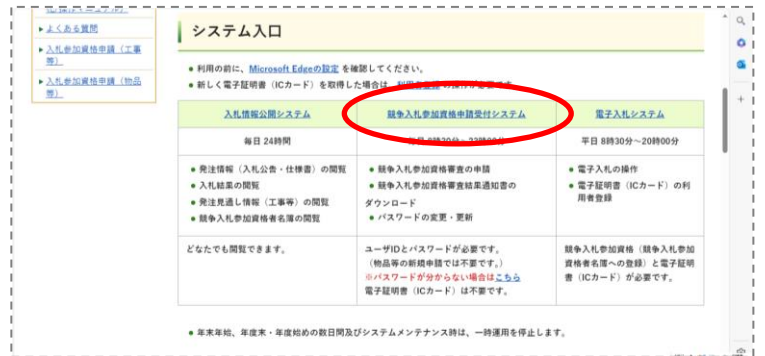 よくある質問
入札参加資格申請（工事
等）
入札参加資格申請（物品
等）
システム入口
利用の前に、Microsoft Edgeの設定 を確認してください。
新しく電子証明書（ICカード）を取得した場合は、
入札情報公開システム
競争入札参加資格申請受付システム
電子入札システム
毎日 24時間
平日 8時30分～20時00分
発注情報（入札公告・仕様書）の閲覧
入札結果の閲覧
発注見通し情報（工事等）の閲覧
競争入札参加資格者名簿の閲覧
競争入札参加資格審査の申請
競争入札参加資格審査結果通知書の
ダウンロード
パスワードの変更・更新
電子入札の操作
電子証明書（ICカード）の利
用者登録
どなたでも閲覧できます。
ユーザIDとパスワードが必要です。
（物品等の新規申請では不要です。）
※パスワードが分からない場合はこちら
電子証明書（ICカード）は不要です。
競争入札参加資格（競争入札参加
資格者名簿への登録）と電子証明
書（ICカード）が必要です。
年末年始、年度末・年度始めの数日間及びシステムメンテナンス時は、一時運用を停止します。